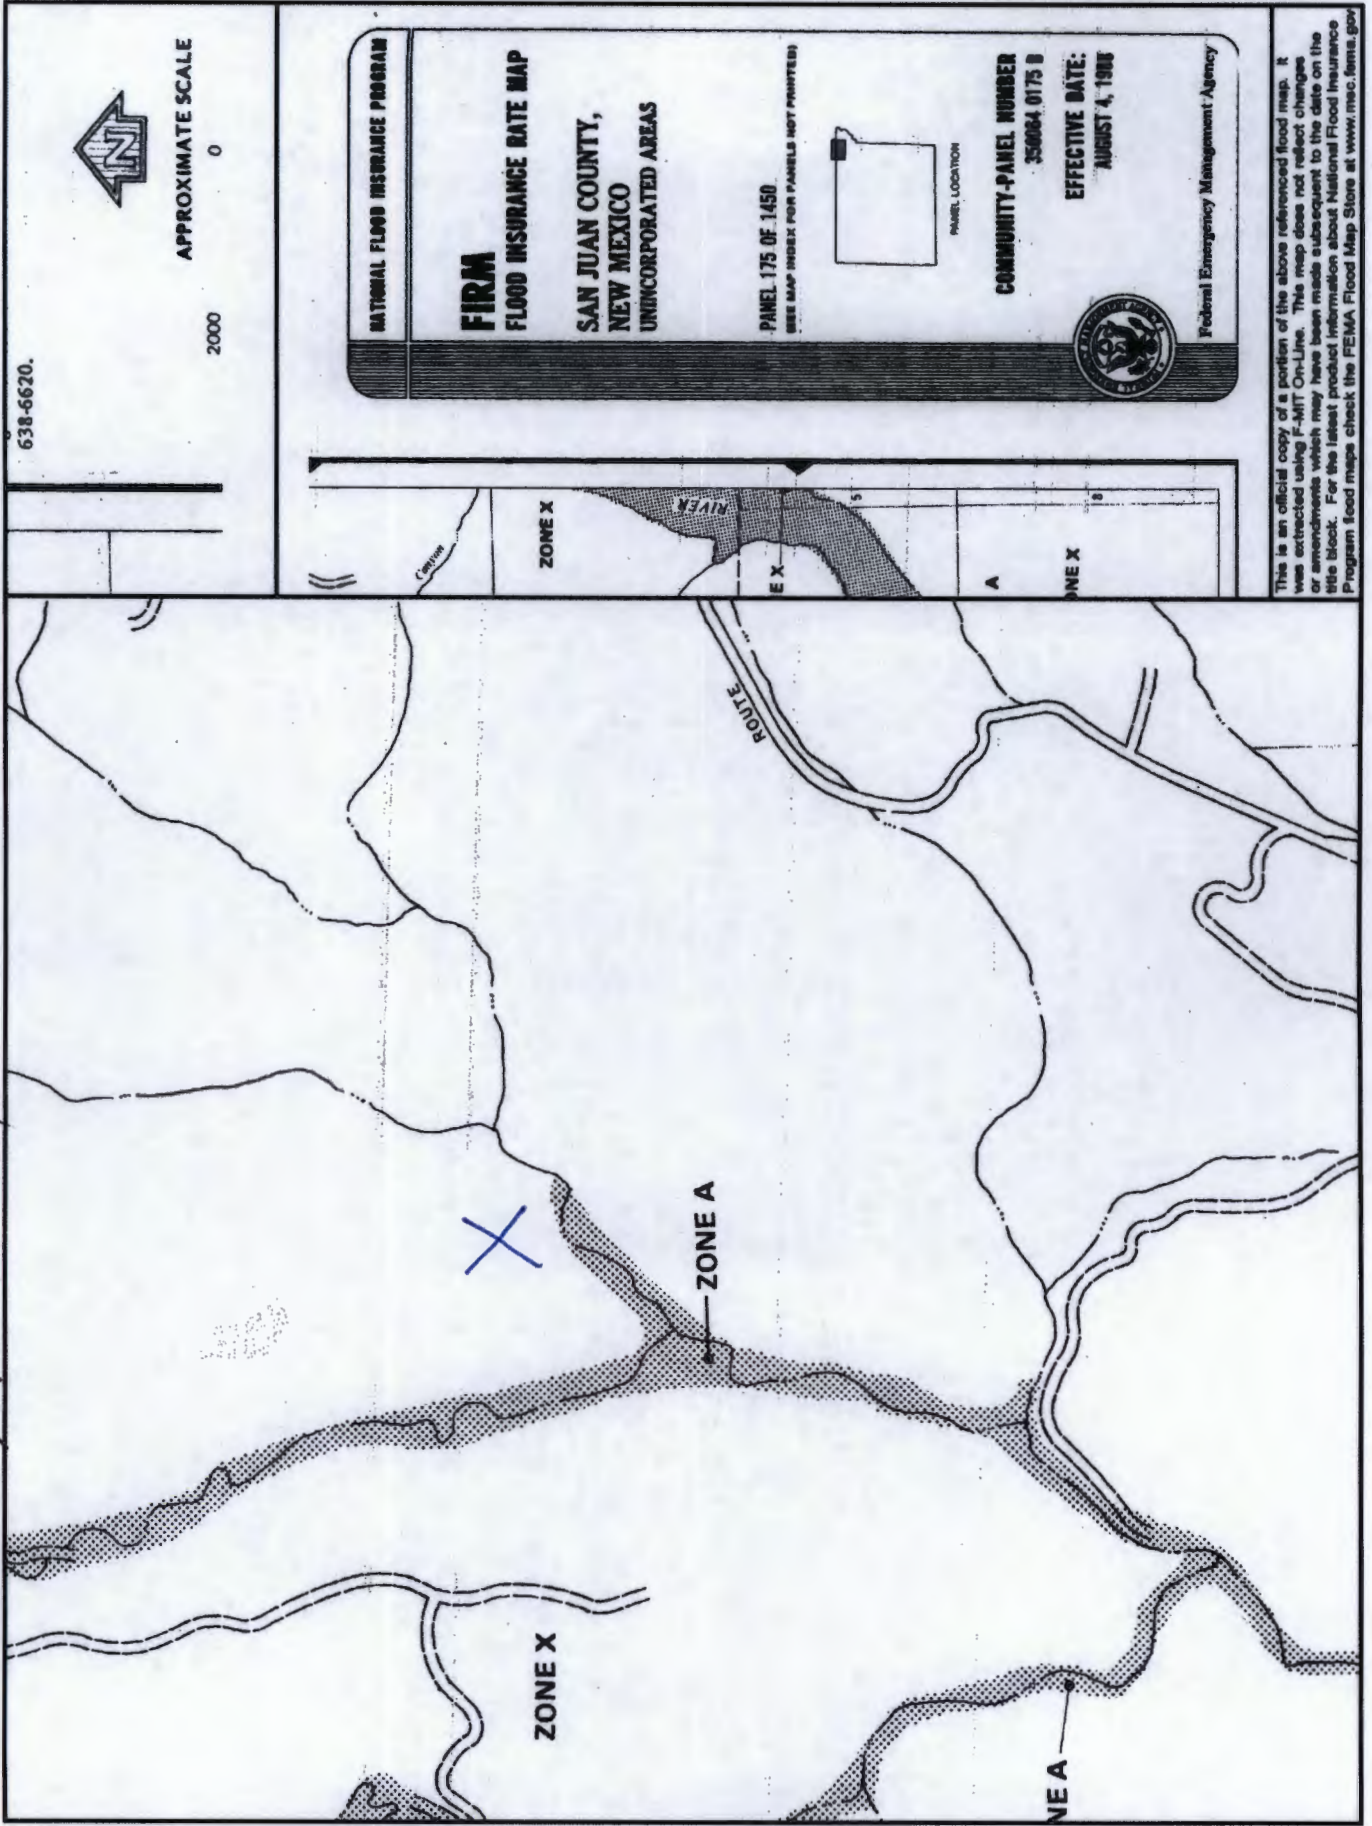 638-6620.
N
APPROXIMATE SCALE
2000 0
NATIONAL FLOOD INSURANCE PROGRAM
FIRM
FLOOD INSURANCE RATE MAP
SAN JUAN COUNTY,
NEW MEXICO
UNINCORPORATED AREAS
PANEL 175 OF 1450
(SEE MAP INDEX FOR PANELS NOT PRINTED)
PANEL LOCATION
COMMUNITY-PANEL NUMBER
350064 0175 B
EFFECTIVE DATE:
AUGUST 4, 1988
Federal Emergency Management Agency
Canyon
ZONE X
RIVER
E X
5
A
8
ONE X
This is an official copy of a portion of the above referenced flood map. It
was extracted using F-MIT On-Line. This map does not reflect changes
or amendments which may have been made subsequent to the date on the
title block. For the latest product information about National Flood Insurance
Program flood maps check the FEMA Flood Map Store at www.msc.fema.gov
ROUTE
ZONE A
ZONE X
NE A